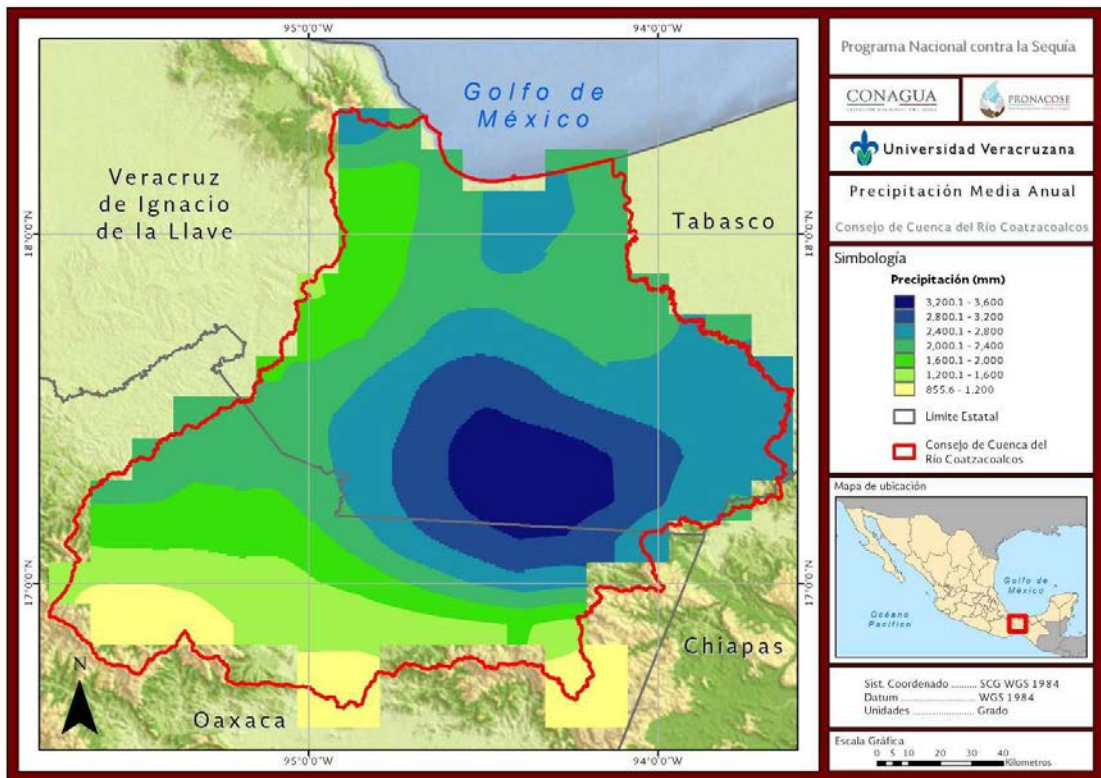 95°0'0"W
94°0'0"W
18°0'0"N
17°0'0"N
Golfo de
México
Veracruz
de Ignacio
de la Llave
Tabasco
Chiapas
Oaxaca
N
18°0'0"N
17°0'0"N
95°0'0"W
94°0'0"W
Programa Nacional contra la Sequía
CONAGUA
PRONACOSE
Universidad Veracruzana
Precipitación Media Anual
Consejo de Cuenca del Río Coatzacoalcos
Simbología
Precipitación (mm)
3,200.1 - 3,600
2,800.1 - 3,200
2,400.1 - 2,800
2,000.1 - 2,400
1,600.1 - 2,000
1,200.1 - 1,600
855.6 - 1,200
Límite Estatal
Consejo de Cuenca del
Río Coatzacoalcos
Mapa de ubicación
Golfo de
México
Océano
Pacífico
Sist. Coordenado ......... SCG WGS 1984
Datum ..................... WGS 1984
Unidades ..................... Grado
Escala Gráfica
0 5 10 20 30 40
Kilometros